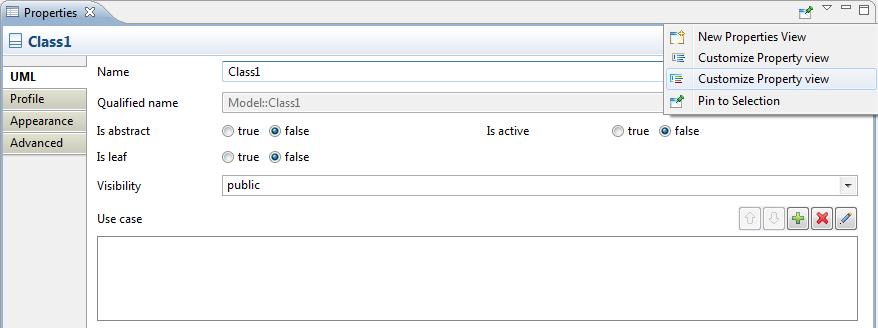 Properties
Class1
New Properties View
Customize Property view
Customize Property view
Pin to Selection
UML
Profile
Appearance
Advanced
Name Class1
Qualified name Model::Class1
Is abstract true false Is active true false
Is leaf true false
Visibility public
Use case